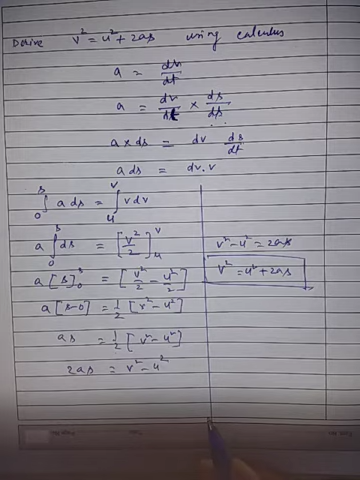 Derive v² = u² + 2as using calculus
a = dv/dt
a = dv/dt × ds/ds
a × ds = dv ds/dt
a ds = dv.v
∫₀ˢ a ds = ∫ᵤᵛ v dv
a ∫₀ˢ ds = [v²/2]ᵤᵛ
a [s]₀ˢ = [v²/2 - u²/2]
a [s-0] = 1/2 [v² - u²]
as = 1/2 [v² - u²]
2as = v² - u²
v² - u² = 2as
v² = u² + 2as